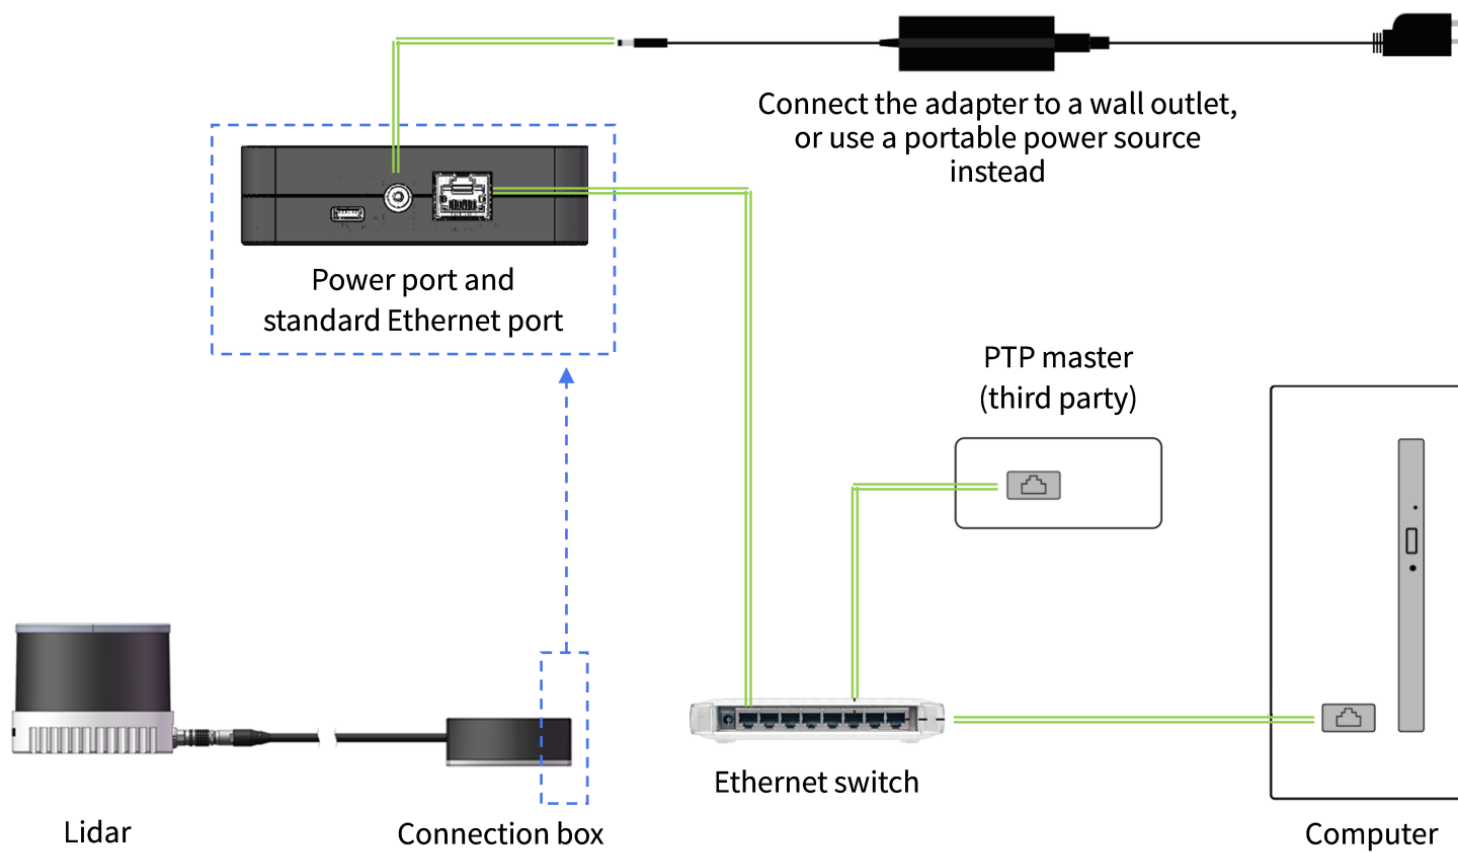 Connect the adapter to a wall outlet,
or use a portable power source
instead
Power port and
standard Ethernet port
PTP master
(third party)
Ethernet switch
Lidar
Connection box
Computer